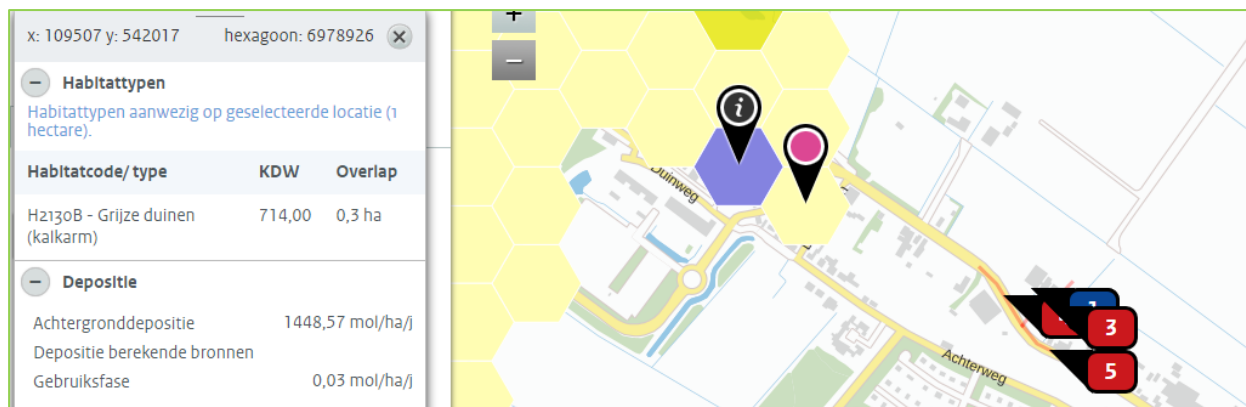 x: 109507 y: 542017 hexagoon: 6978926
Habitattypen
Habitattypen aanwezig op geselecteerde locatie (1
hectare).
Habitatcode/ type KDW Overlap
H2130B - Grijze duinen 714,00 0,3 ha
(kalkarm)
Depositie
Achtergronddepositie 1448,57 mol/ha/j
Depositie berekende bronnen
Gebruiksfase 0,03 mol/ha/j
+
−
i
Duinweg
1
3
5
Achterweg